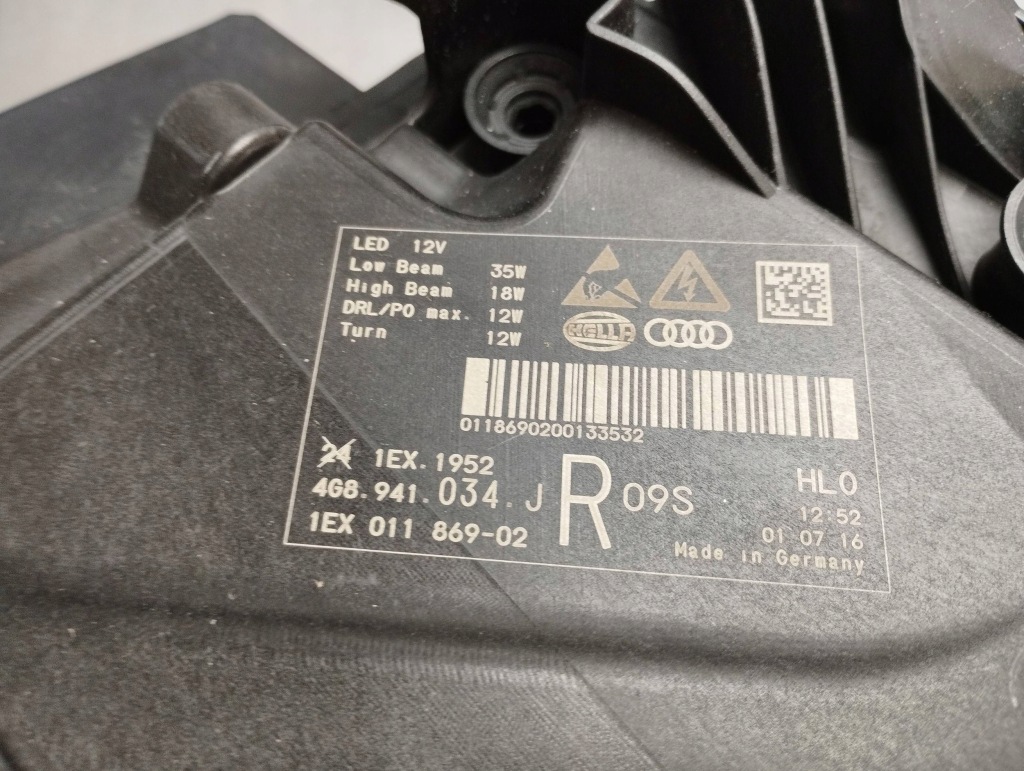 LED 12V
Low Beam 35W
High Beam 18W
DRL/PO max. 12W
Turn 12W
HELLA
0118690200133532
24 1EX.1952
4G8.941.034.J R 09S
1EX 011 869-02
HLO
12:52
01 07 16
Made in Germany